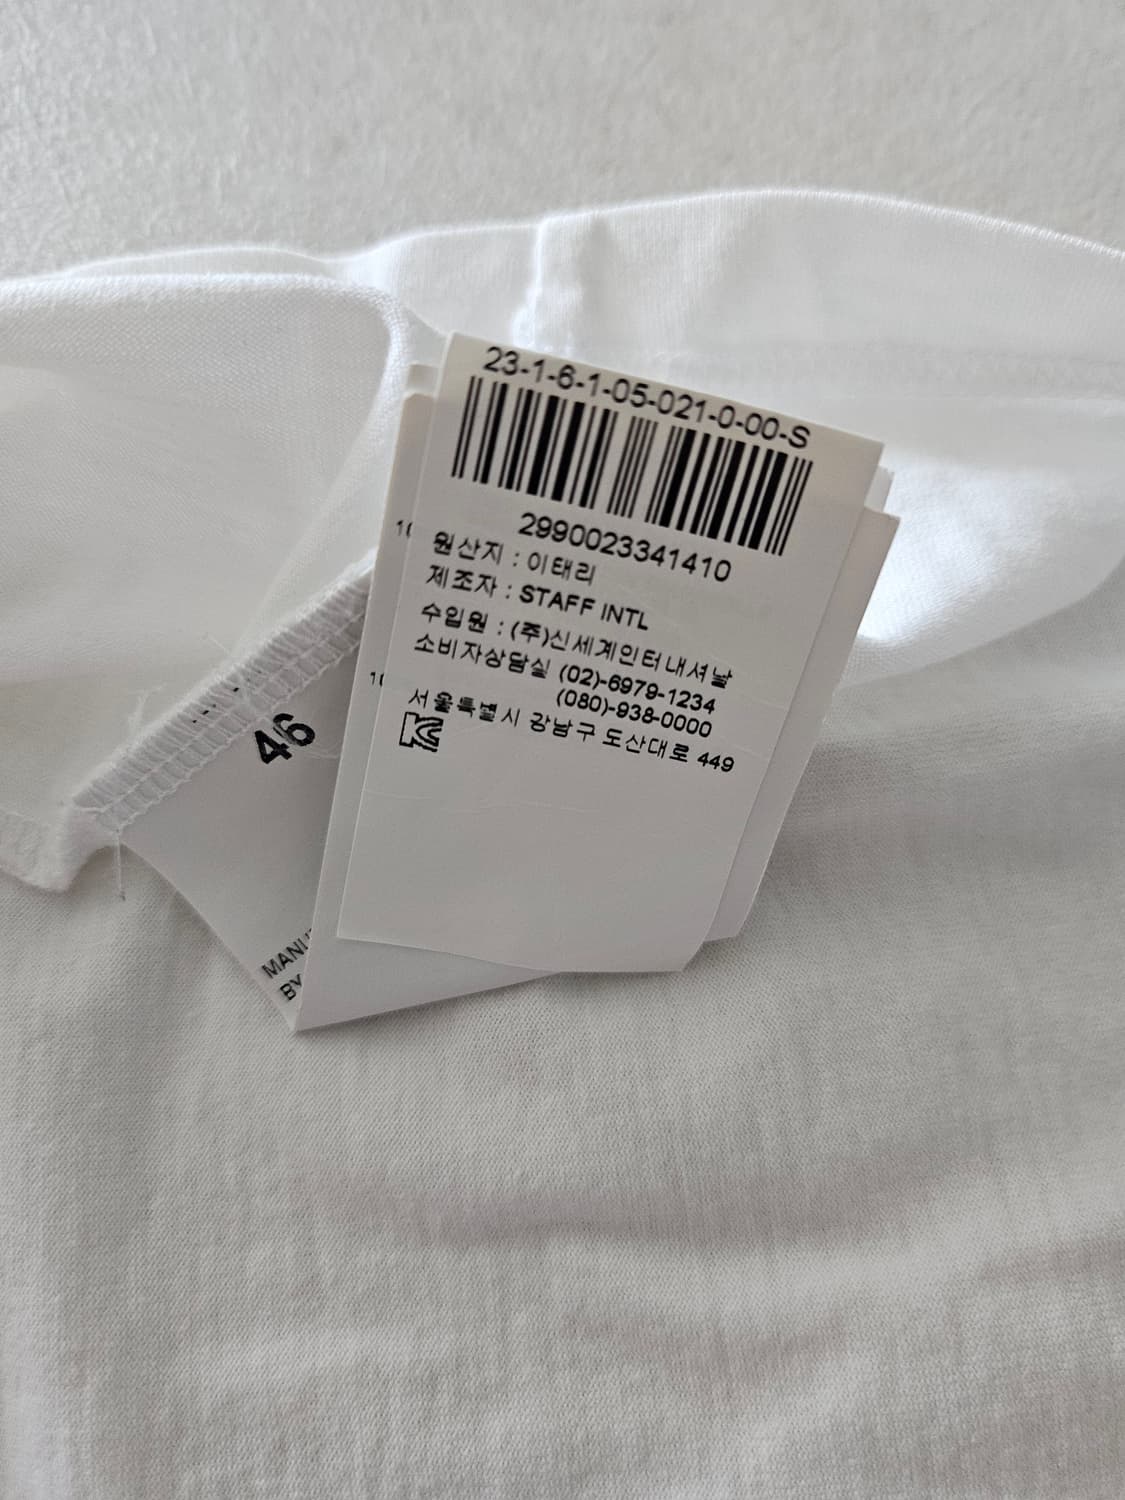 23-1-6-1-05-021-0-00-S
2990023341410
원산지 : 이태리
제조자 : STAFF INTL
수입원 : (주)신세계인터내셔날
소비자상담실 (02)-6979-1234
(080)-938-0000
서울특별시 강남구 도산대로 449
46
BY